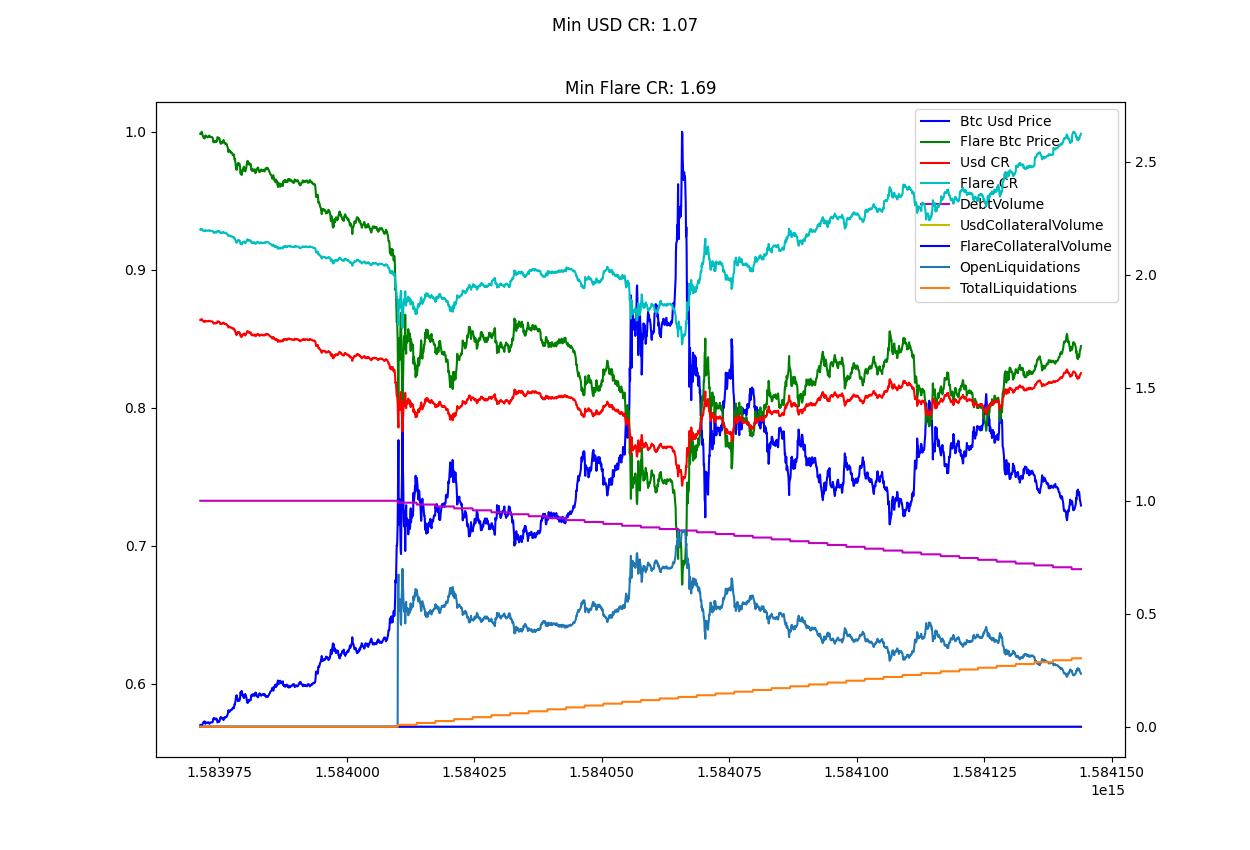 Min USD CR: 1.07
Min Flare CR: 1.69
1.0
0.9
0.8
0.7
0.6
2.5
2.0
1.5
1.0
0.5
0.0
Btc Usd Price
Flare Btc Price
Usd CR
Flare CR
DebtVolume
UsdCollateralVolume
FlareCollateralVolume
OpenLiquidations
TotalLiquidations
1.583975 1.584000 1.584025 1.584050 1.584075 1.584100 1.584125 1.584150
1e15